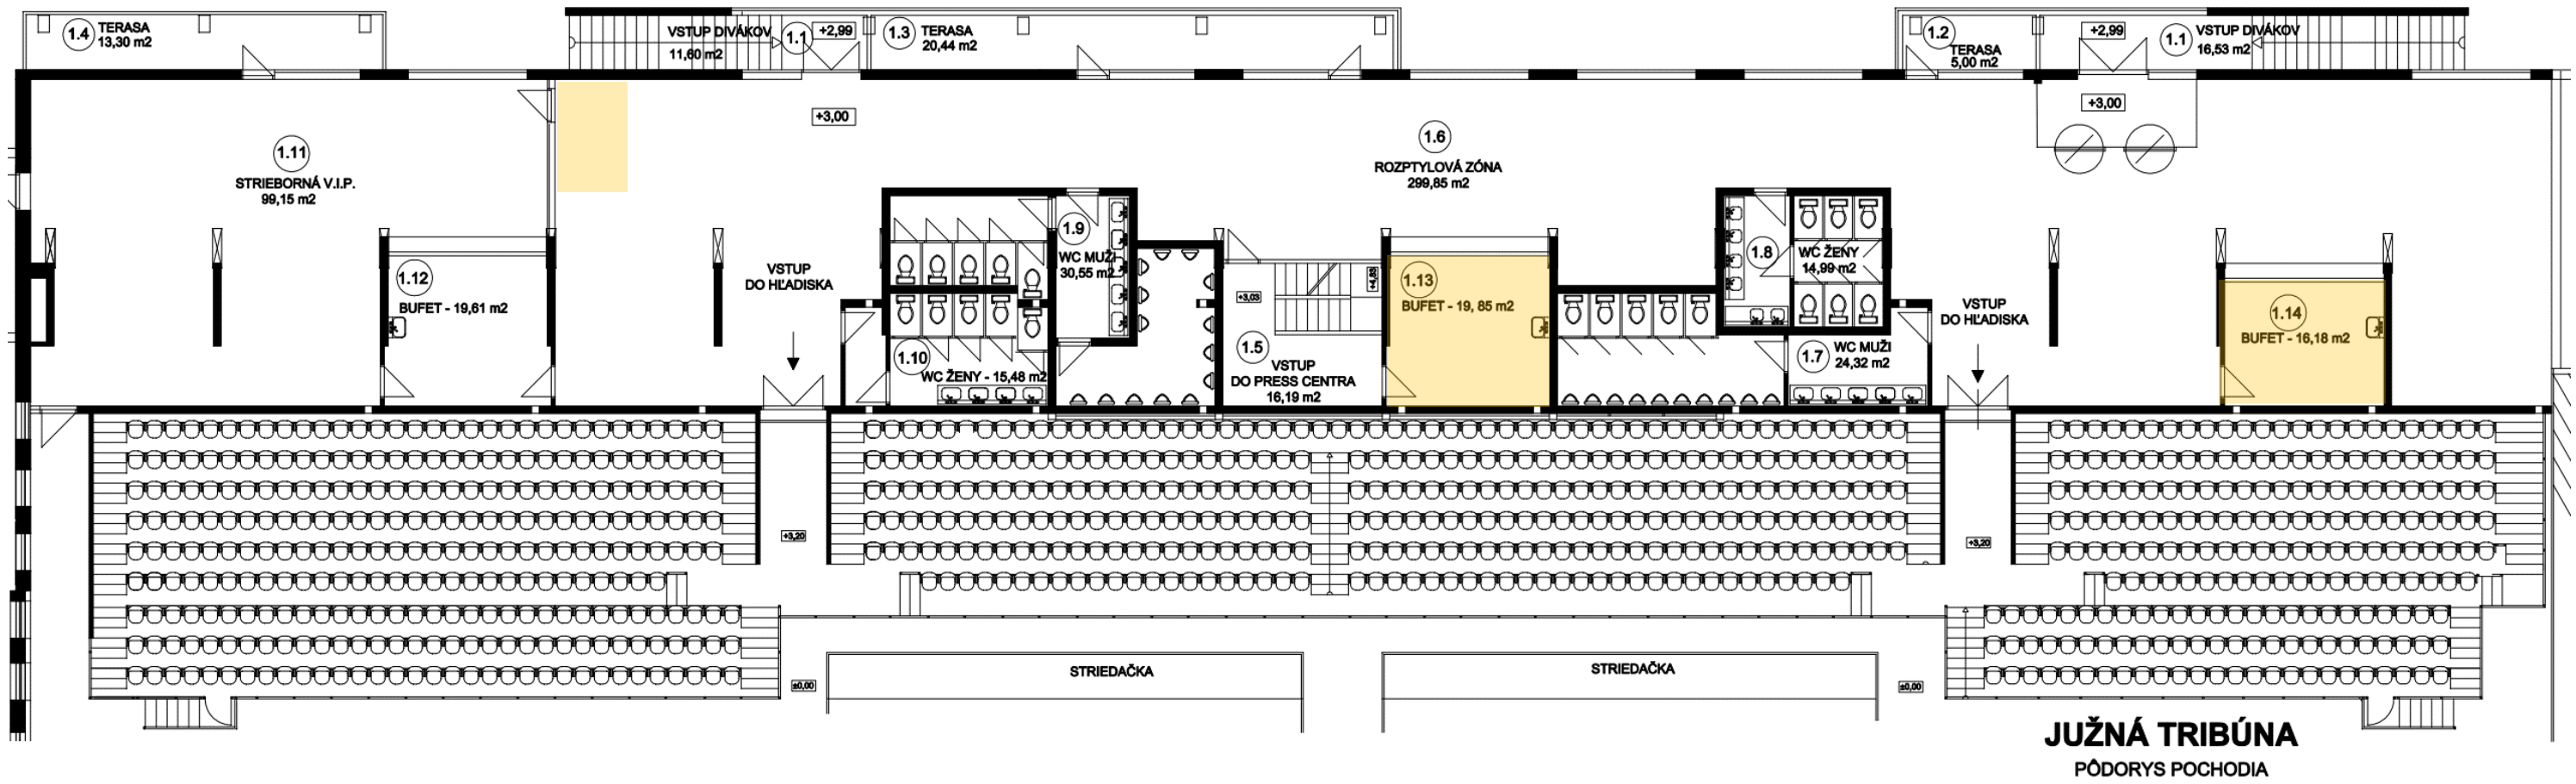 1.4
TERASA
13,30 m2
VSTUP DIVÁKOV
11,60 m2
1.1
+2,99
1.3
TERASA
20,44 m2
1.2
TERASA
5,00 m2
+2,99
1.1
VSTUP DIVÁKOV
16,53 m2
+3,00
+3,00
1.11
STRIEBORNÁ V.I.P.
99,15 m2
1.6
ROZPTYLOVÁ ZÓNA
299,85 m2
1.12
BUFET - 19,61 m2
VSTUP
DO HĽADISKA
1.9
WC MUŽI
30,55 m2
1.10
WC ŽENY - 15,48 m2
+3,03
+4,83
1.5
VSTUP
DO PRESS CENTRA
16,19 m2
1.13
BUFET - 19, 85 m2
1.8
WC ŽENY
14,99 m2
1.7
WC MUŽI
24,32 m2
VSTUP
DO HĽADISKA
1.14
BUFET - 16,18 m2
+3,20
+3,20
STRIEDAČKA
STRIEDAČKA
±0,00
±0,00
JUŽNÁ TRIBÚNA
PÔDORYS POCHODIA